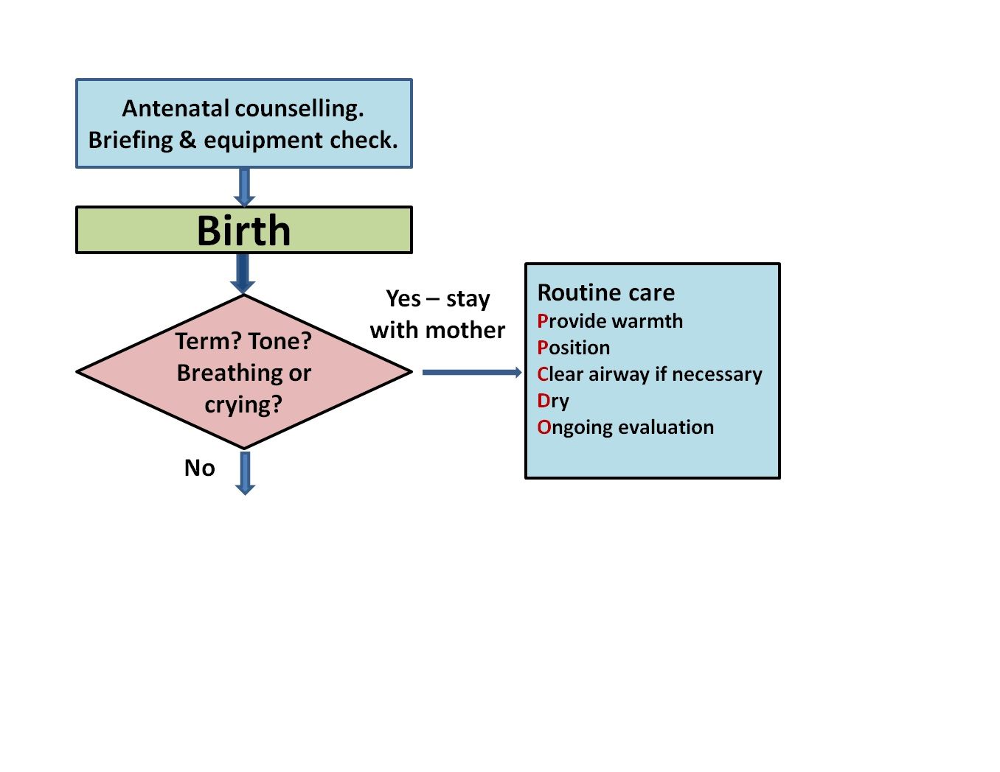 Antenatal counselling.
Briefing & equipment check.
Birth
Term? Tone?
Breathing or
crying?
Yes – stay
with mother
Routine care
Provide warmth
Position
Clear airway if necessary
Dry
Ongoing evaluation
No